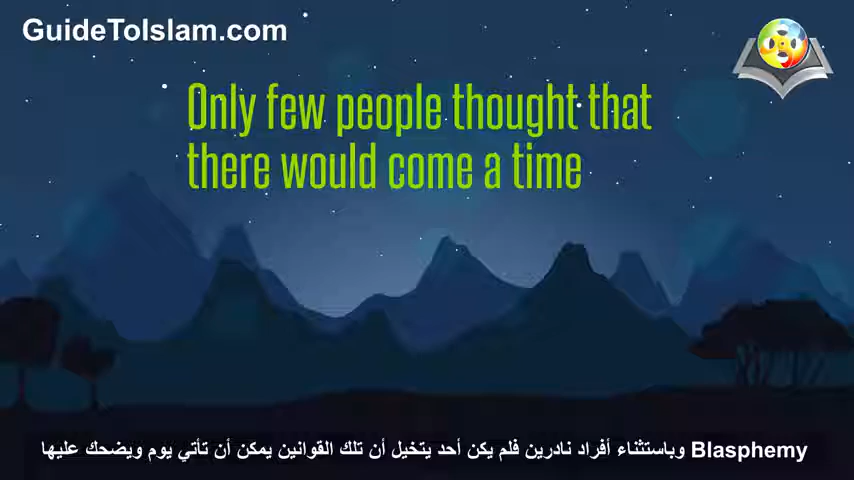 GuideToIslam.com
Only few people thought that
there would come a time
Blasphemy وباستثناء أفراد نادرين فلم يكن أحد يتخيل أن تلك القوانين يمكن أن تأتي يوم ويضحك عليها